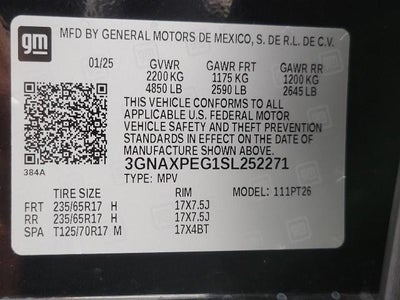 gm
MFD BY GENERAL MOTORS DE MEXICO, S. DE R.L. DE C.V.
01/25 GVWR GAWR FRT GAWR RR
2200 KG 1175 KG 1200 KG
4850 LB 2590 LB 2645 LB
THIS VEHICLE CONFORMS TO ALL
APPLICABLE U.S. FEDERAL MOTOR
VEHICLE SAFETY AND THEFT PREVENTION
STANDARDS IN EFFECT ON THE DATE OF
MANUFACTURE SHOWN ABOVE.
384A 3GNAXPEG1SL252271
TYPE: MPV
TIRE SIZE RIM MODEL: 111PT26
FRT 235/65R17 H 17X7.5J
RR 235/65R17 H 17X7.5J
SPA T125/70R17 M 17X4BT